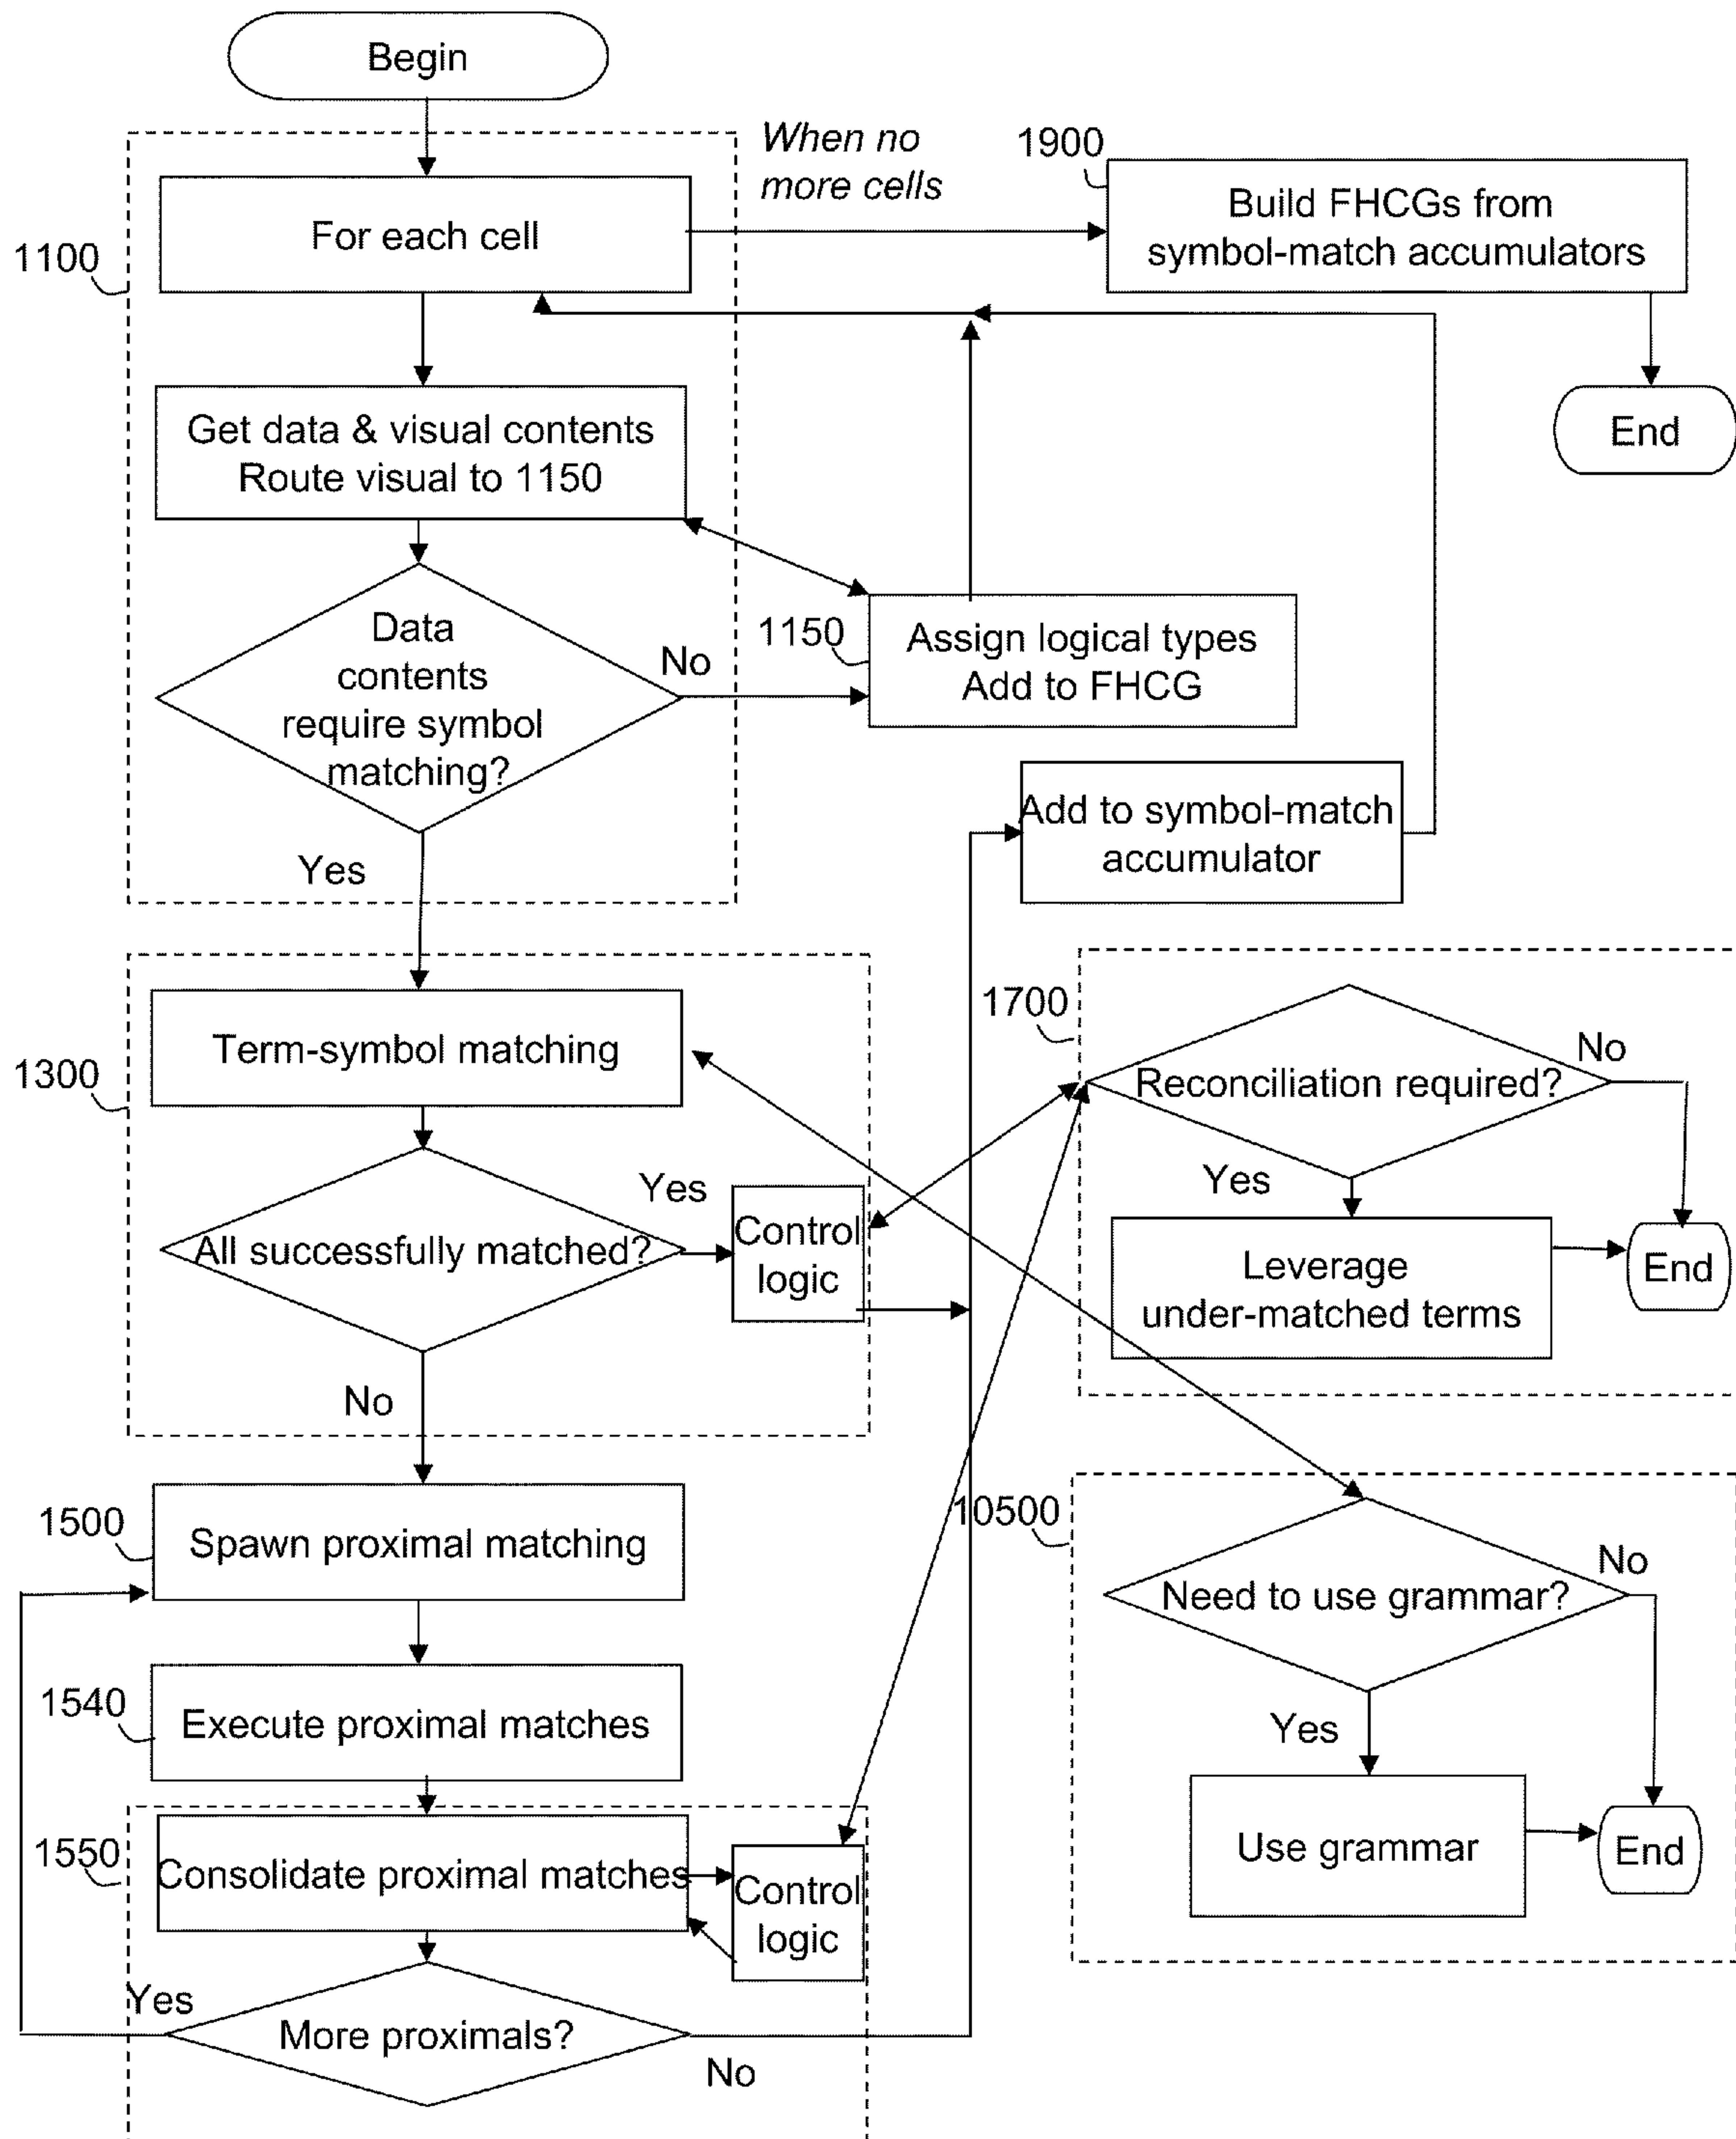 Begin
When no
more cells
1900
Build FHCGs from
symbol-match accumulators
For each cell
1100
End
Get data & visual contents
Route visual to 1150
Data
contents
require symbol
matching?
No
1150
Assign logical types
Add to FHCG
Yes
Add to symbol-match
accumulator
1300
Term-symbol matching
All successfully matched?
Yes
Control
logic
No
1700
Reconciliation required?
No
Yes
Leverage
under-matched terms
End
1500
Spawn proximal matching
10500
Need to use grammar?
No
Yes
Use grammar
End
1540
Execute proximal matches
1550
Consolidate proximal matches
Control
logic
Yes
More proximals?
No